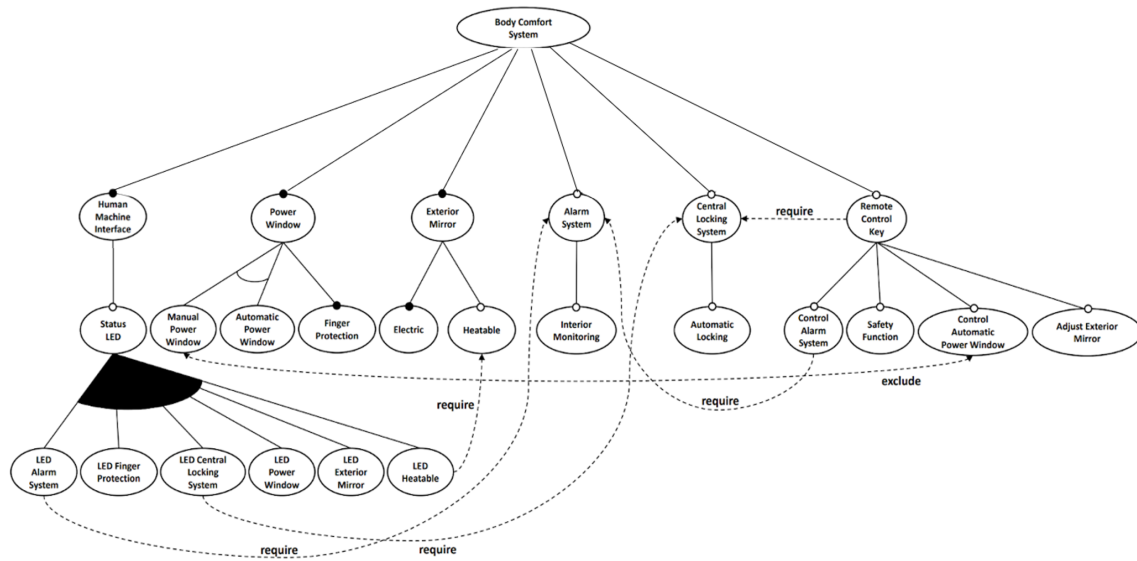 Body Comfort
System
Human
Machine
Interface
Power
Window
Exterior
Mirror
Alarm
System
Central
Locking
System
require
Remote
Control
Key
Status
LED
Manual
Power
Window
Automatic
Power
Window
Finger
Protection
Electric
Heatable
Interior
Monitoring
Automatic
Locking
Control
Alarm
System
Safety
Function
Control
Automatic
Power Window
Adjust Exterior
Mirror
exclude
require
require
LED
Alarm
System
LED Finger
Protection
LED Central
Locking
System
LED
Power
Window
LED
Exterior
Mirror
LED
Heatable
require
require